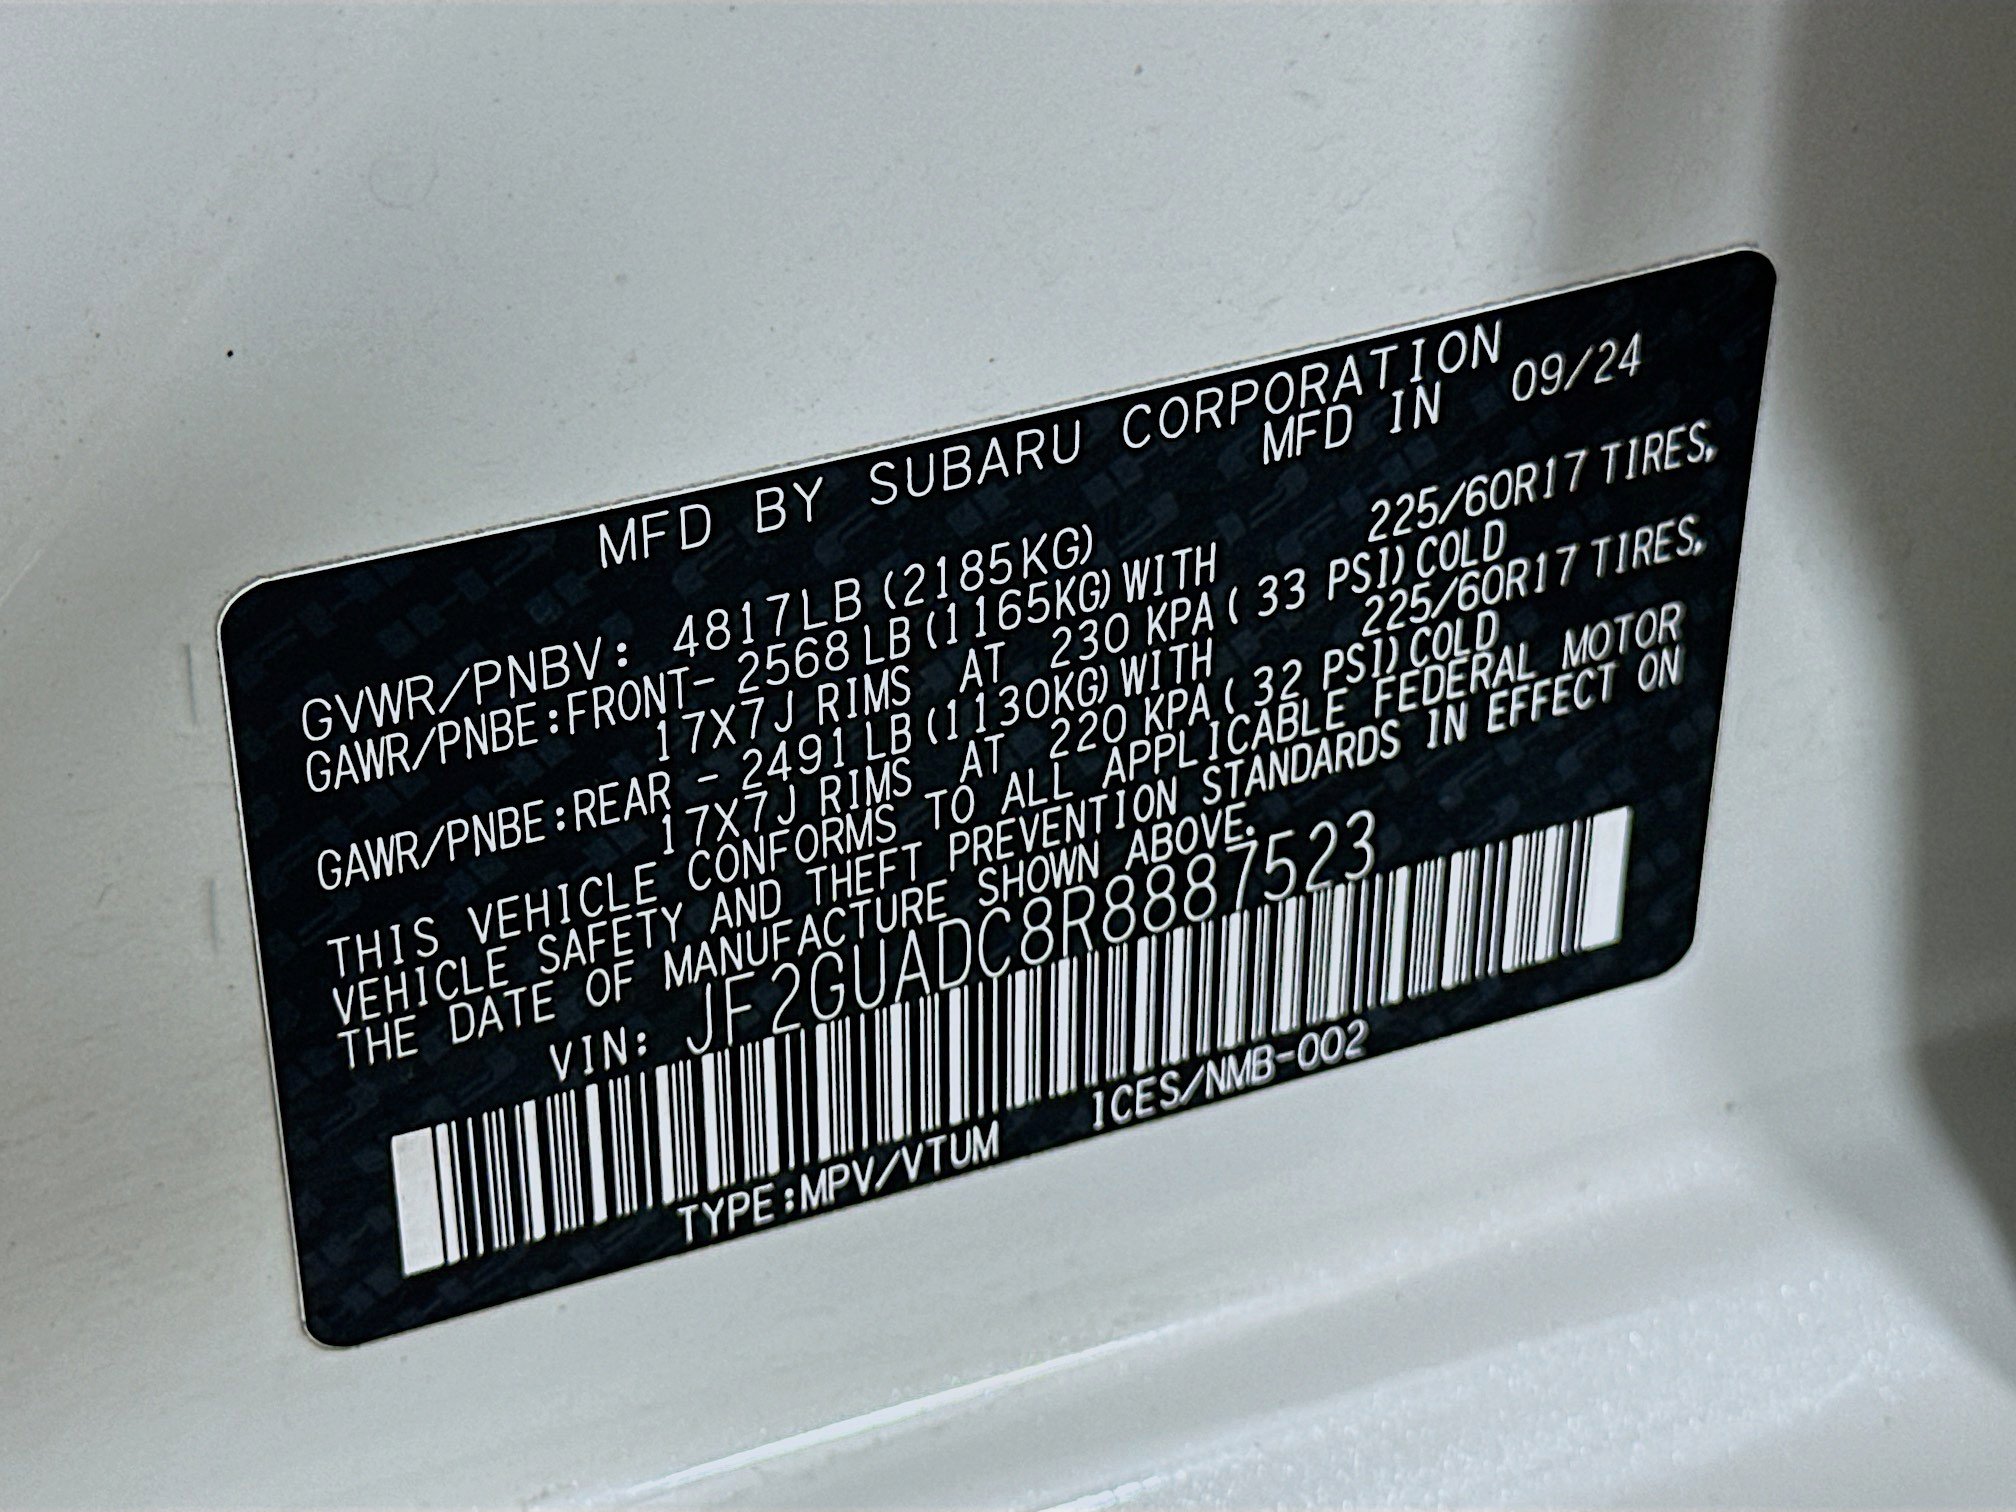 MFD BY SUBARU CORPORATION
MFD IN 09/24
GVWR/PNBV: 4817LB (2185KG)
GAWR/PNBE:FRONT- 2568 LB (1165KG) WITH 225/60R17 TIRES,
17X7J RIMS AT 230 KPA ( 33 PSI) COLD
GAWR/PNBE:REAR - 2491 LB (1130KG) WITH 225/60R17 TIRES,
17X7J RIMS AT 220 KPA ( 32 PSI) COLD
THIS VEHICLE CONFORMS TO ALL APPLICABLE FEDERAL MOTOR
VEHICLE SAFETY AND THEFT PREVENTION STANDARDS IN EFFECT ON
THE DATE OF MANUFACTURE SHOWN ABOVE.
VIN: JF2GUADC8R8887523
TYPE:MPV/VTUM ICES/NMB-002